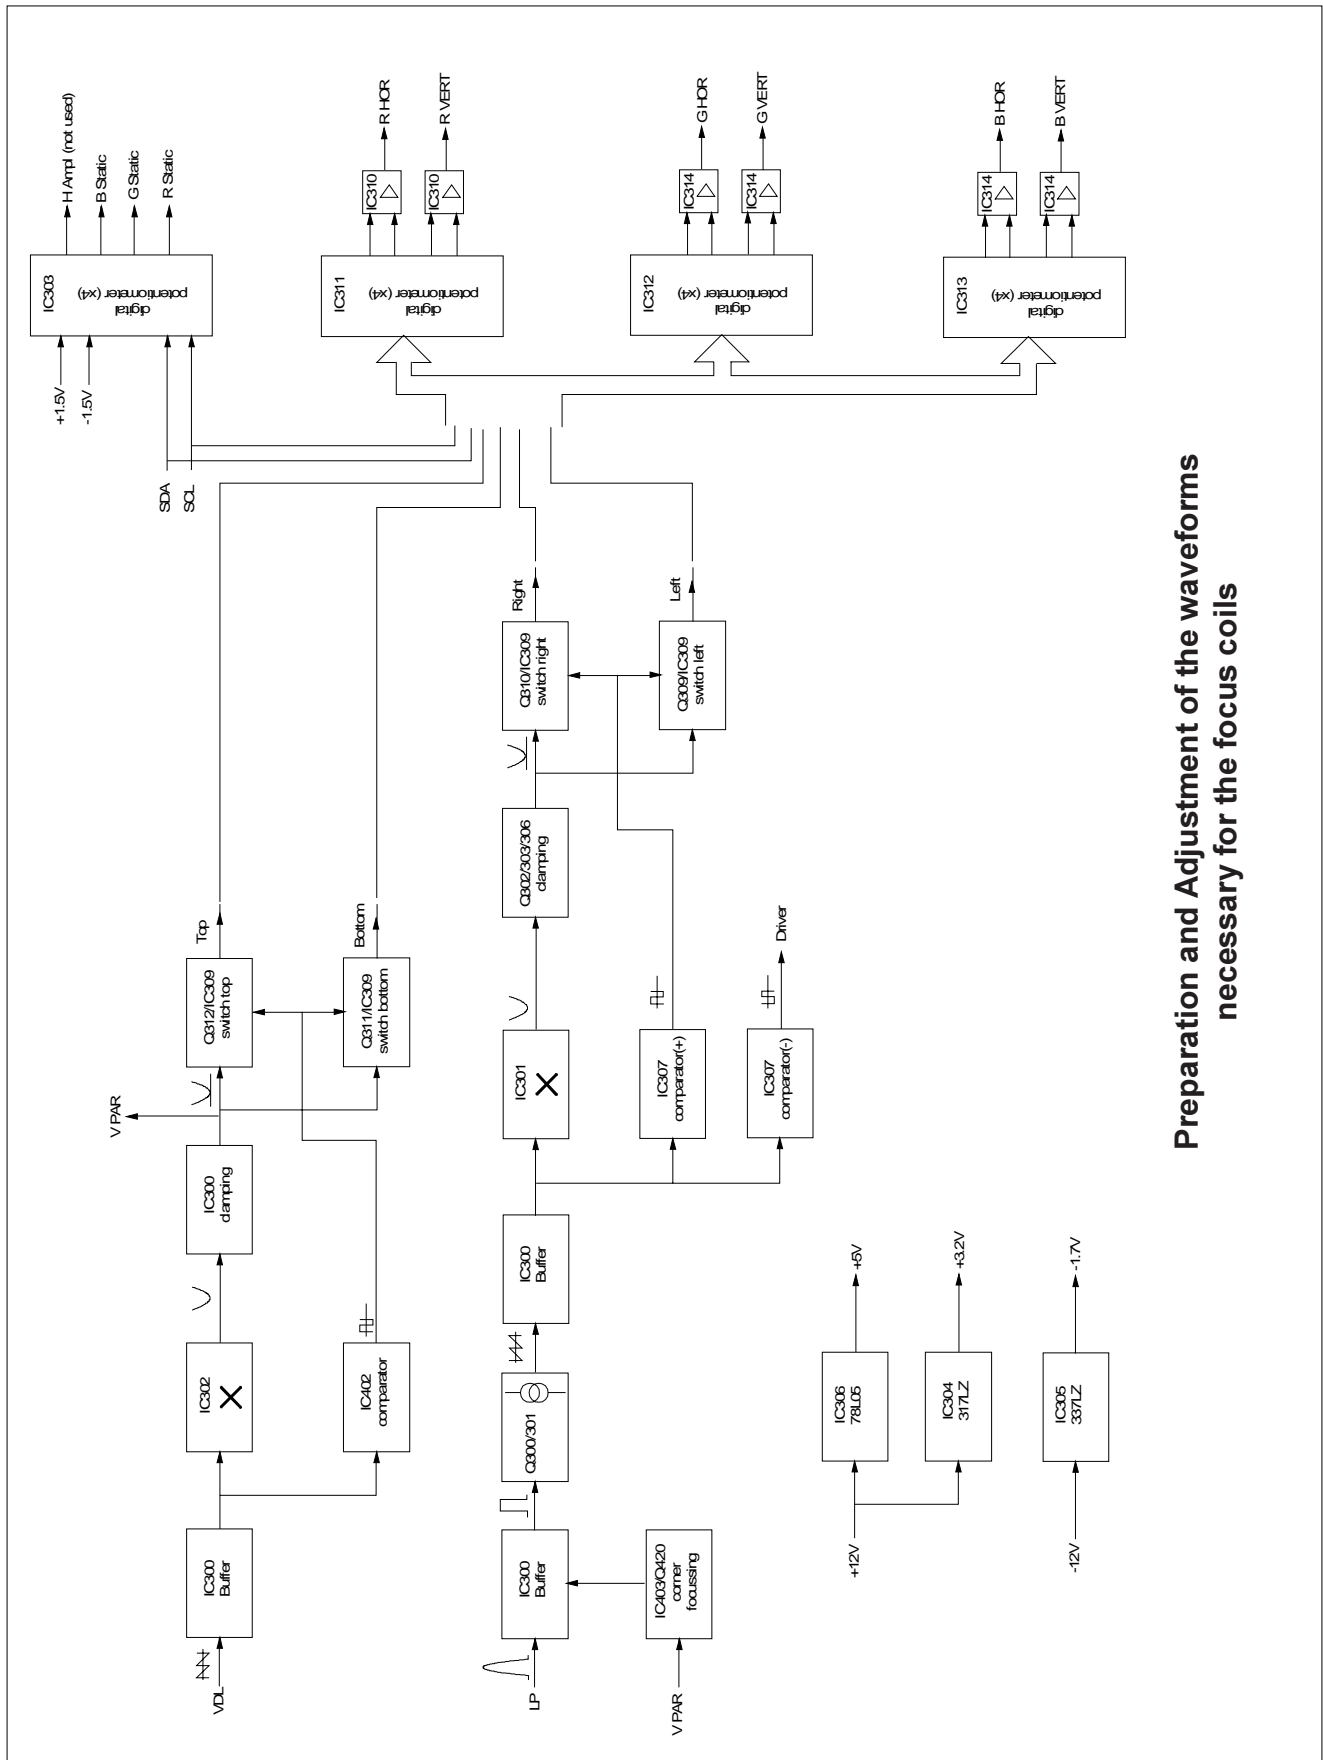 VDL
IC300
Buffer
IC302
IC300
clamping
V PAR
Q312/IC309
switch top
Top
IC402
comparator
Q311/IC309
switch bottom
Bottom
SDA
SCL
+1.5V
-1.5V
IC303
digital
potentiometer (x4)
H Ampl (not used)
B Static
G Static
R Static
LP
IC300
Buffer
Q300/301
IC300
Buffer
IC301
Q302/303/306
clamping
Q310/IC309
switch right
Right
V PAR
IC403/Q420
corner
focussing
IC307
comparator(+)
Q309/IC309
switch left
Left
IC307
comparator(-)
Driver
IC311
digital
potentiometer (x4)
IC310
R HOR
IC310
R VERT
IC312
digital
potentiometer (x4)
IC314
G HOR
IC314
G VERT
IC313
digital
potentiometer (x4)
IC314
B HOR
IC314
B VERT
+12V
IC306
78L05
+5V
IC304
317LZ
+3.2V
-12V
IC305
337LZ
-1.7V
Preparation and Adjustment of the waveforms
necessary for the focus coils